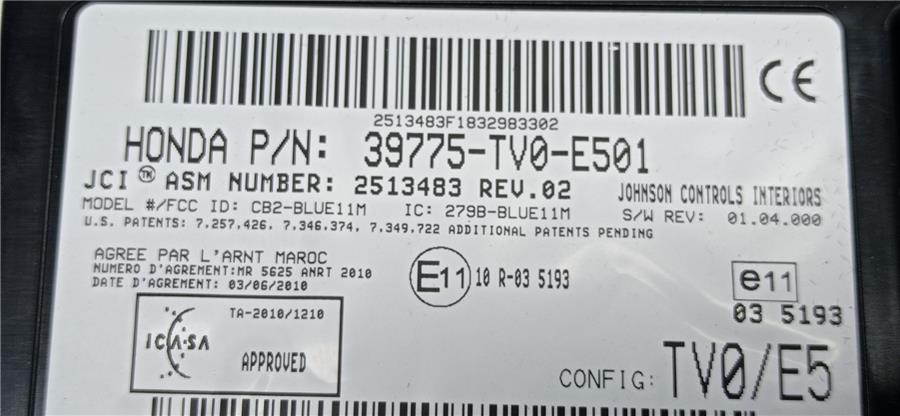 CE
2513483F1832983302
HONDA P/N: 39775-TV0-E501
JCI™ ASM NUMBER: 2513483 REV.02
JOHNSON CONTROLS INTERIORS
MODEL #/FCC ID: CB2-BLUE11M IC: 279B-BLUE11M S/W REV: 01.04.000
U.S. PATENTS: 7,257,426, 7,346,374, 7,349,722 ADDITIONAL PATENTS PENDING
AGREE PAR L'ARNT MAROC
NUMERO D'AGREMENT:MR 5625 ANRT 2010
DATE D'AGREMENT: 03/06/2010
E11 10 R-03 5193
e11
03 5193
TA-2010/1210
ICASA
APPROVED
CONFIG: TV0/E5